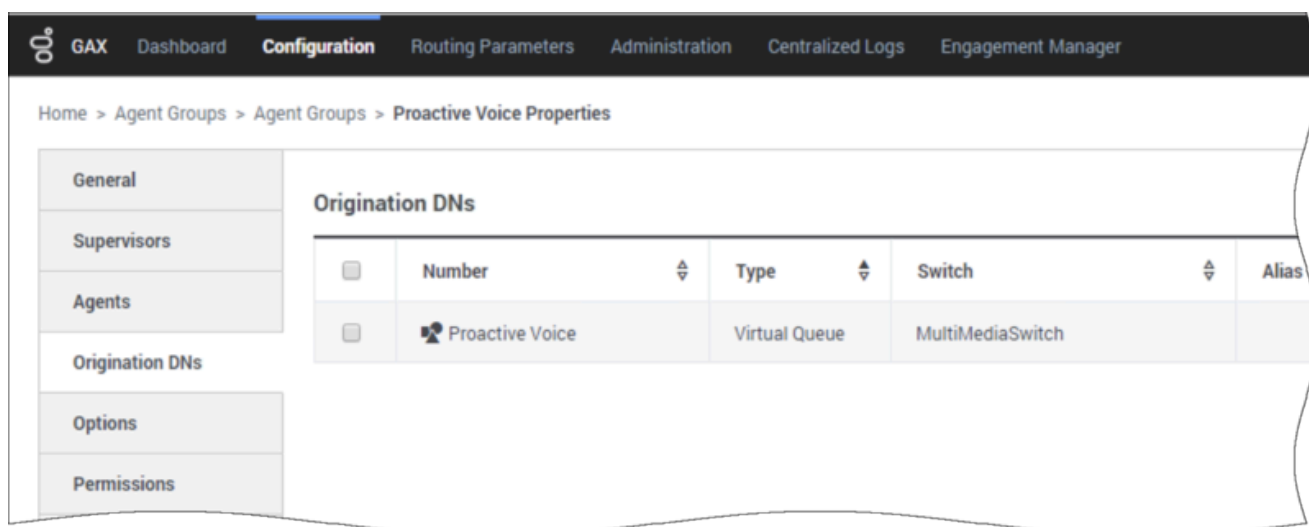 GAX Dashboard Configuration Routing Parameters Administration Centralized Logs Engagement Manager
Home > Agent Groups > Agent Groups > Proactive Voice Properties
General
Supervisors
Agents
Origination DNs
Options
Permissions
Origination DNs
Number Type Switch Alias
Proactive Voice Virtual Queue MultiMediaSwitch